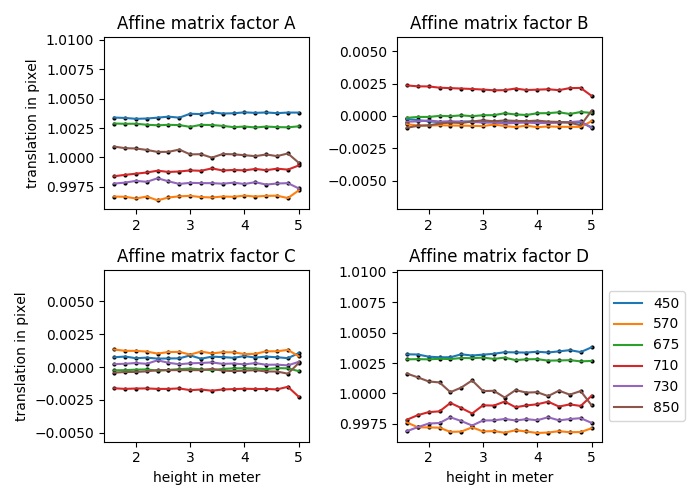 Affine matrix factor A
translation in pixel
1.0100
1.0075
1.0050
1.0025
1.0000
0.9975
2 3 4 5
Affine matrix factor B
0.0050
0.0025
0.0000
−0.0025
−0.0050
2 3 4 5
Affine matrix factor C
translation in pixel
0.0050
0.0025
0.0000
−0.0025
−0.0050
2 3 4 5
height in meter
Affine matrix factor D
1.0100
1.0075
1.0050
1.0025
1.0000
0.9975
2 3 4 5
height in meter
450
570
675
710
730
850